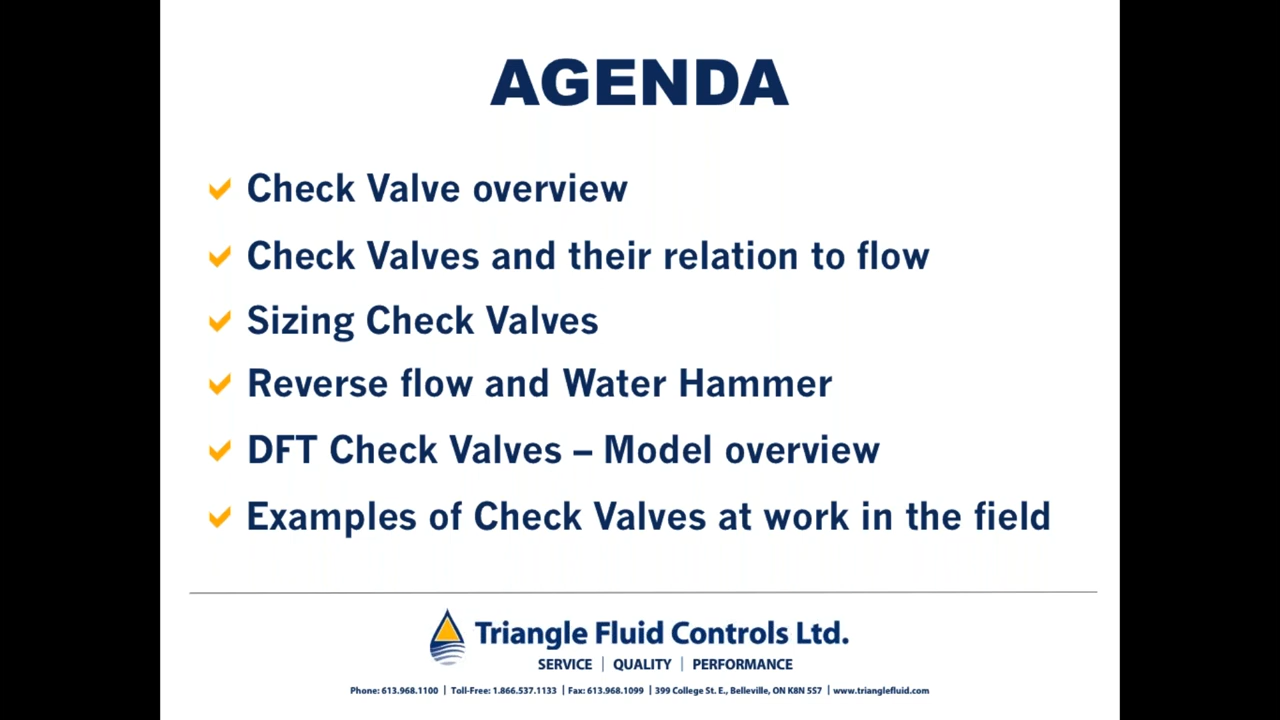 AGENDA
Check Valve overview
Check Valves and their relation to flow
Sizing Check Valves
Reverse flow and Water Hammer
DFT Check Valves – Model overview
Examples of Check Valves at work in the field
Triangle Fluid Controls Ltd.
SERVICE | QUALITY | PERFORMANCE
Phone: 613.968.1100 | Toll-Free: 1.866.537.1133 | Fax: 613.968.1099 | 399 College St. E., Belleville, ON K8N 5S7 | www.trianglefluid.com